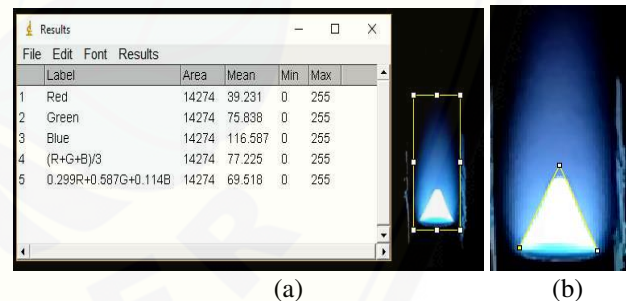 Results
File Edit Font Results
Label Area Mean Min Max
1 Red 14274 39.231 0 255
2 Green 14274 75.838 0 255
3 Blue 14274 116.587 0 255
4 (R+G+B)/3 14274 77.225 0 255
5 0.299R+0.587G+0.114B 14274 69.518 0 255
(a) (b)